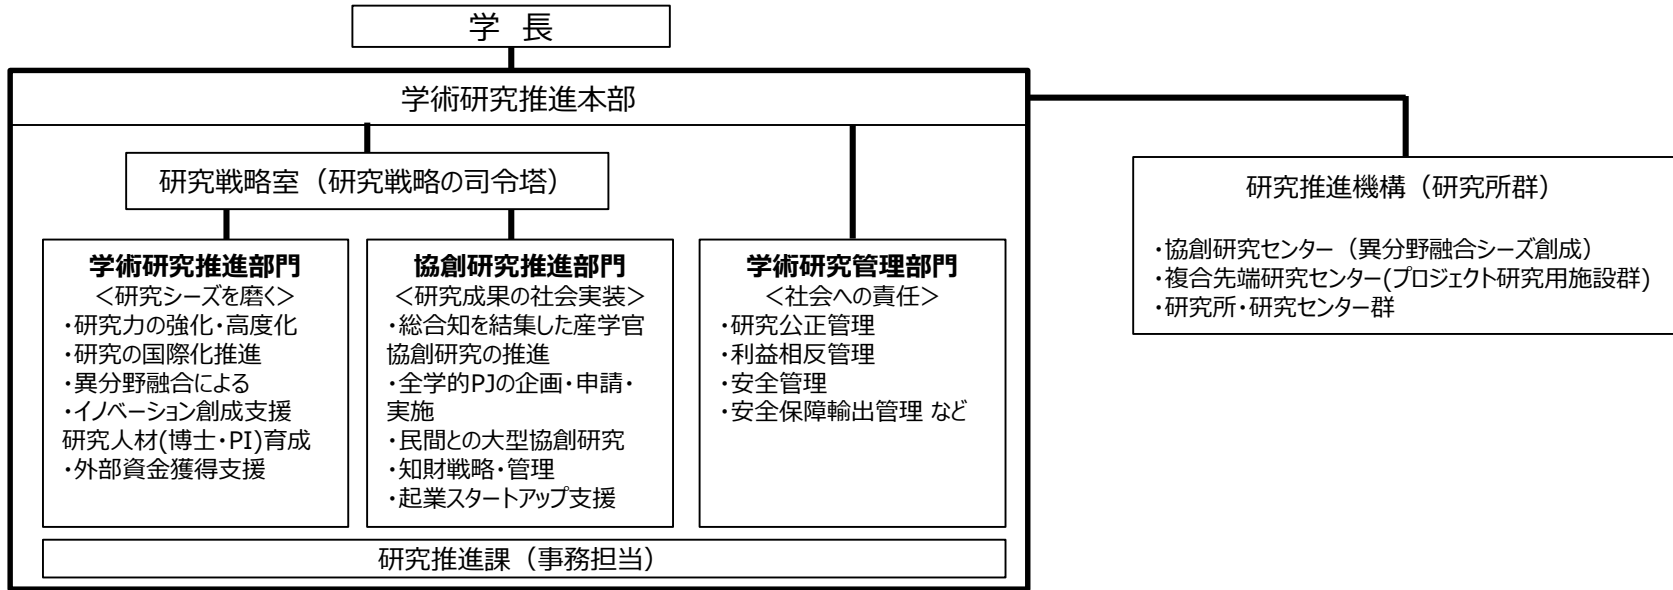 学 長
学術研究推進本部
研究戦略室（研究戦略の司令塔）
学術研究推進部門
＜研究シーズを磨く＞
・研究力の強化・高度化
・研究の国際化推進
・異分野融合による
・イノベーション創成支援
研究人材(博士・PI)育成
・外部資金獲得支援
協創研究推進部門
＜研究成果の社会実装＞
・総合知を結集した産学官
協創研究の推進
・全学的PJの企画・申請・
実施
・民間との大型協創研究
・知財戦略・管理
・起業スタートアップ支援
学術研究管理部門
＜社会への責任＞
・研究公正管理
・利益相反管理
・安全管理
・安全保障輸出管理 など
研究推進課（事務担当）
研究推進機構（研究所群）
・協創研究センター（異分野融合シーズ創成）
・複合先端研究センター(プロジェクト研究用施設群)
・研究所・研究センター群